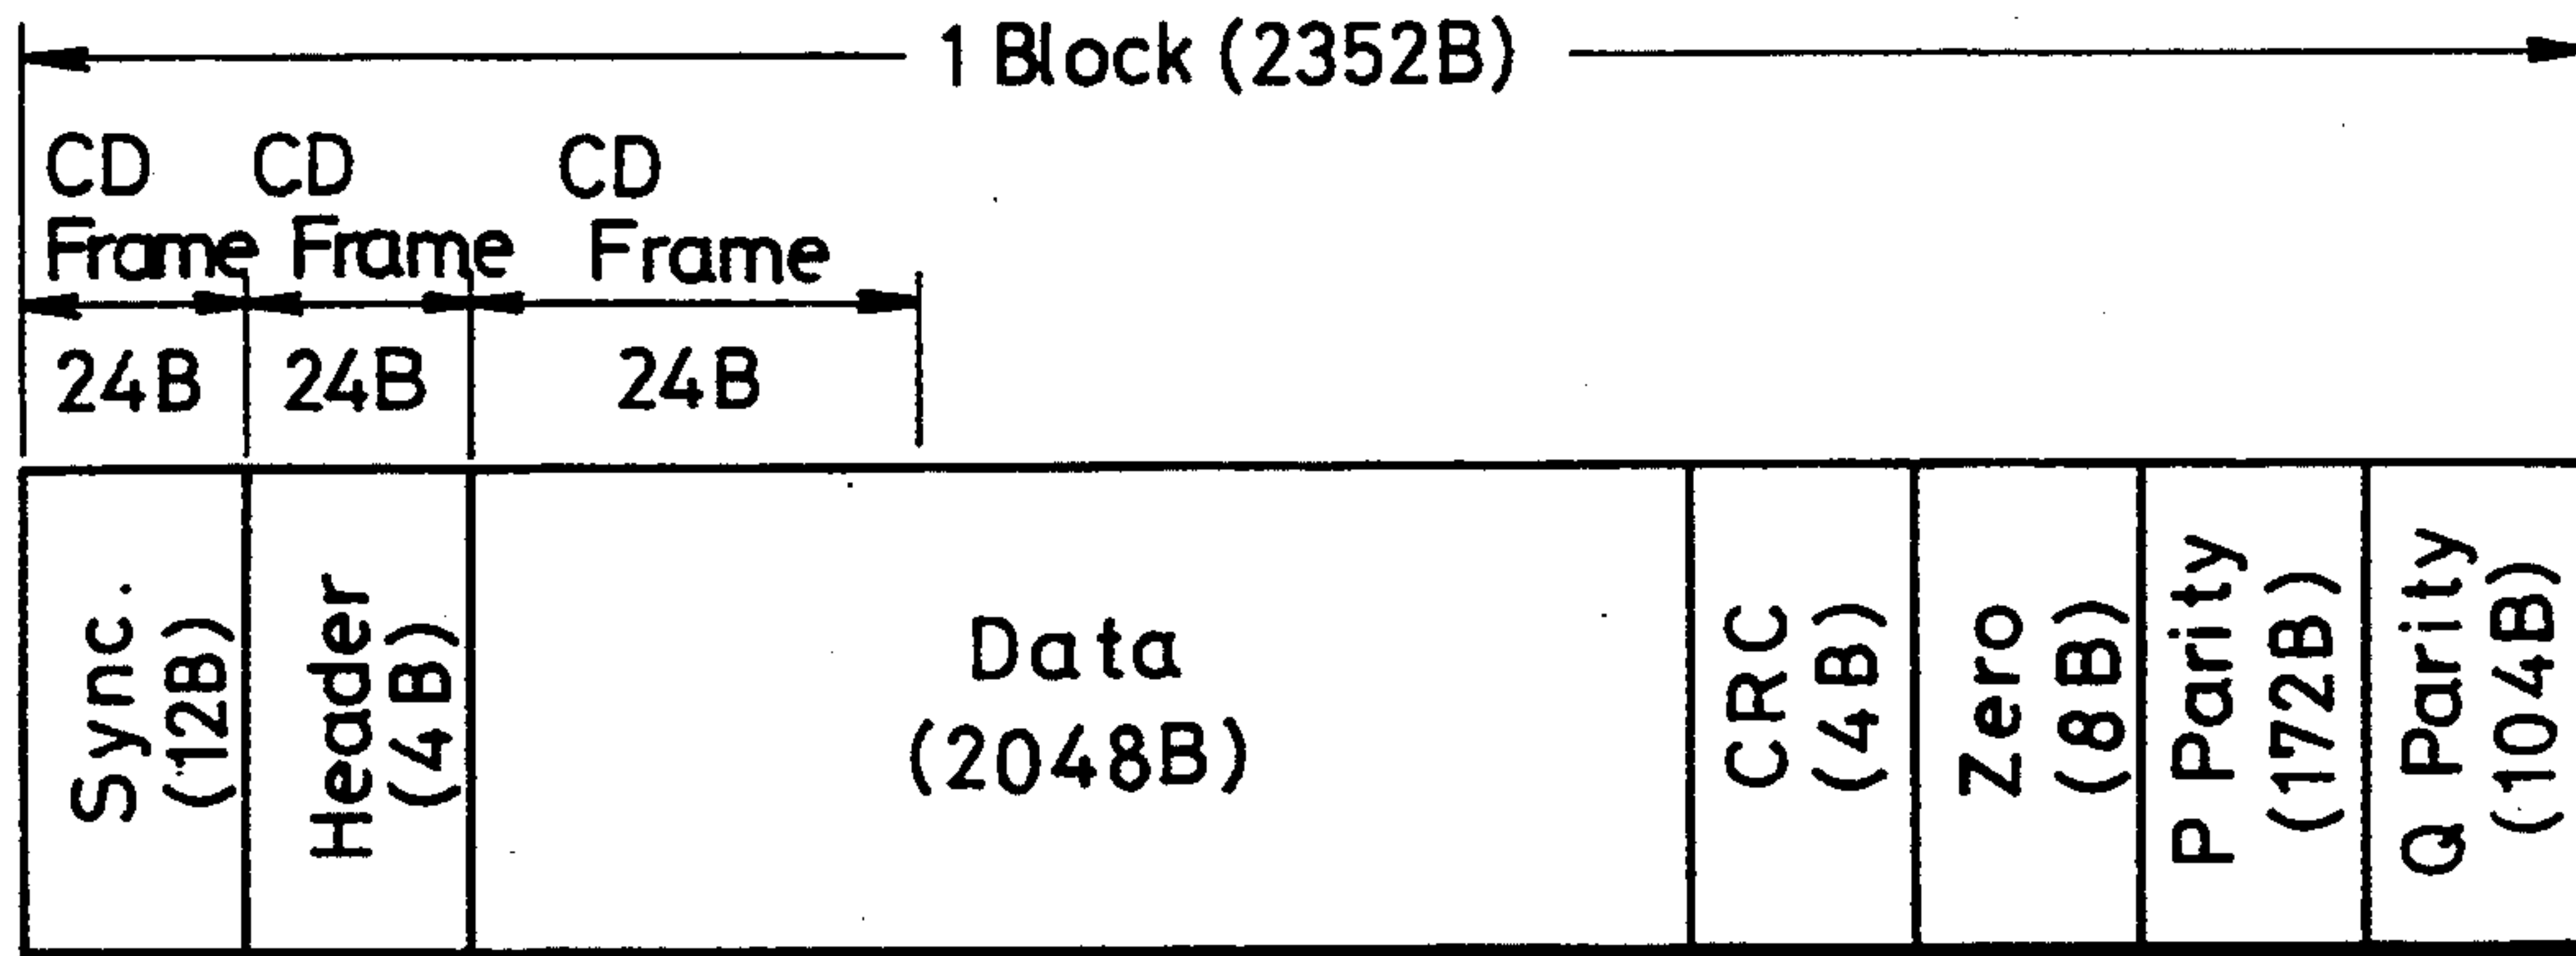 1 Block (2352B)
CD CD CD
Frame Frame Frame
24B 24B 24B
Sync.
(12B)
Header
(4B)
Data
(2048B)
CRC
(4B)
Zero
(8B)
P Parity
(172B)
Q Parity
(104B)